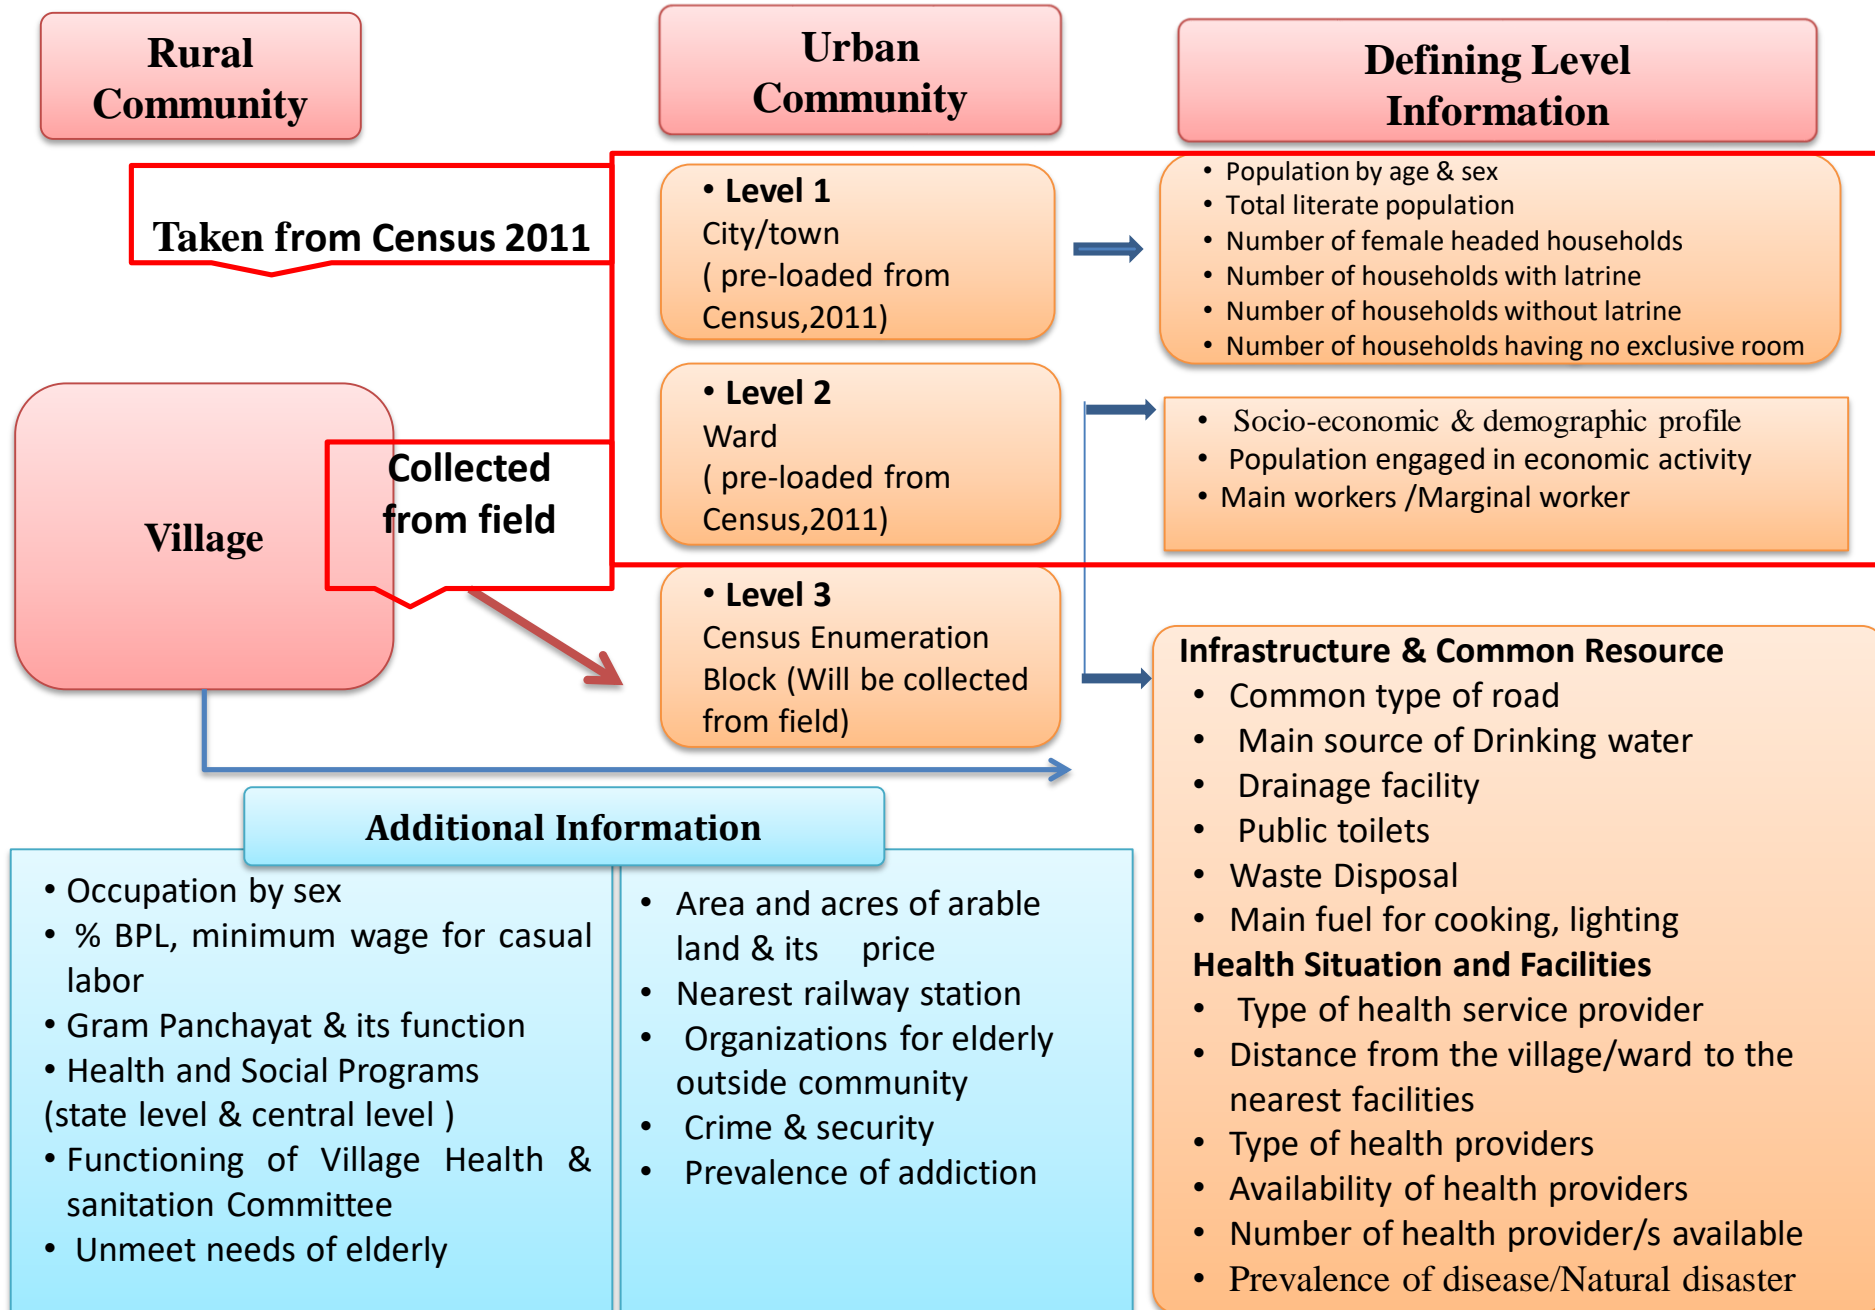 Rural
Community
Urban
Community
Defining Level
Information
Taken from Census 2011
• Level 1
City/town
( pre-loaded from
Census,2011)
• Population by age & sex
• Total literate population
• Number of female headed households
• Number of households with latrine
• Number of households without latrine
• Number of households having no exclusive room
Village
Collected
from field
• Level 2
Ward
( pre-loaded from
Census,2011)
• Socio-economic & demographic profile
• Population engaged in economic activity
• Main workers /Marginal worker
• Level 3
Census Enumeration
Block (Will be collected
from field)
Infrastructure & Common Resource
• Common type of road
• Main source of Drinking water
• Drainage facility
• Public toilets
• Waste Disposal
• Main fuel for cooking, lighting
Health Situation and Facilities
• Type of health service provider
• Distance from the village/ward to the
nearest facilities
• Type of health providers
• Availability of health providers
• Number of health provider/s available
• Prevalence of disease/Natural disaster
Additional Information
• Occupation by sex
• % BPL, minimum wage for casual
labor
• Gram Panchayat & its function
• Health and Social Programs
(state level & central level )
• Functioning of Village Health &
sanitation Committee
• Unmeet needs of elderly
• Area and acres of arable
land & its price
• Nearest railway station
• Organizations for elderly
outside community
• Crime & security
• Prevalence of addiction